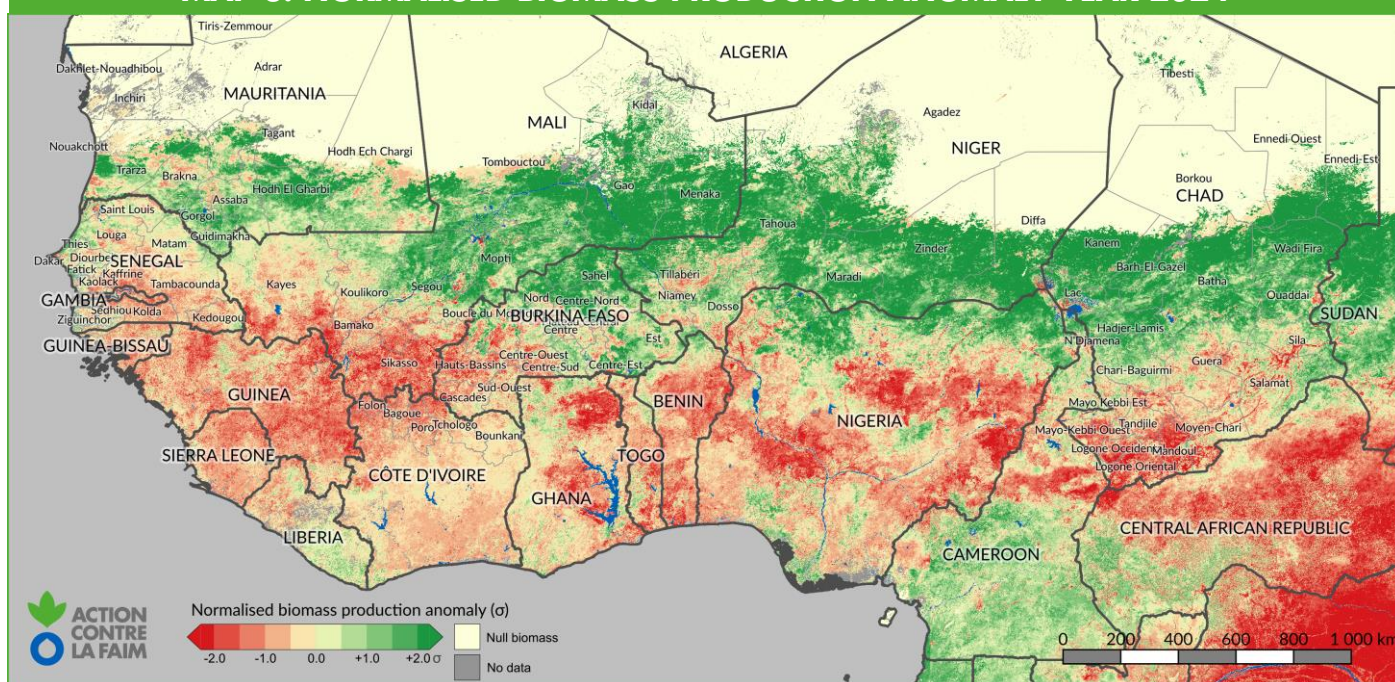 NORMALISED BIOMASS PRODUCTION ANOMALY YEAR 2024
Tiris-Zemmour
ALGERIA
Dakhlet-Nouadhibou
Adrar
Tibesti
Inchiri
MAURITANIA
Kidal
Agadez
MALI
Tagant
Nouakchott
Hodh Ech Chargi
NIGER
Ennedi Ouest
Ennedi-Est
Tombouctou
Trarza
Brakna
Borkou
Hodh El Gharbi
Gao
Menaka
CHAD
Assaba
Saint Louis
Gorgol
Tahoua
Diffa
Louga
Guidimakha
Matam
Zinder
Kanem
Thies
Wadi Fira
Diourbel
Mopti
Dakar
SENEGAL
Fatick
Barh-El-Gazel
Kaffrine
Sahel
Tillabéri
Maradi
Batha
Kaolack
Tambacounda
Kayes
Koulikoro
Segou
Niamey
Lac
Ouaddai
GAMBIA
Nord
Centre-Nord
Dosso
Sedhiou
Kolda
Boucle du
Ziguinchor
Kedougou
BURKINA FASO
SUDAN
Bamako
Centre
Hadjer-Lamis
GUINEA-BISSAU
Est
N'Djamena
Sila
Centre-Ouest
Guera
Sikasso
Hauts-Bassins
Centre-Sud
Centre-Est
Chari-Baguirmi
Salamat
Sud-Ouest
GUINEA
Cascades
BENIN
Mayo Kebbi Est
Folon
Bagoue
NIGERIA
Tandjile
Poro
Tchologo
Mayo-Kebbi Ouest
Moyen-Chari
Bounkani
Logone Occidental
Mandoul
SIERRA LEONE
TOGO
Logone Oriental
CÔTE D'IVOIRE
GHANA
CENTRAL AFRICAN REPUBLIC
LIBERIA
CAMEROON
ACTION
CONTRE
LA FAIM
Normalised biomass production anomaly (σ)
-2.0 -1.0 0.0 +1.0 +2.0 σ
Null biomass
No data
0 200 400 600 800 1 000 km